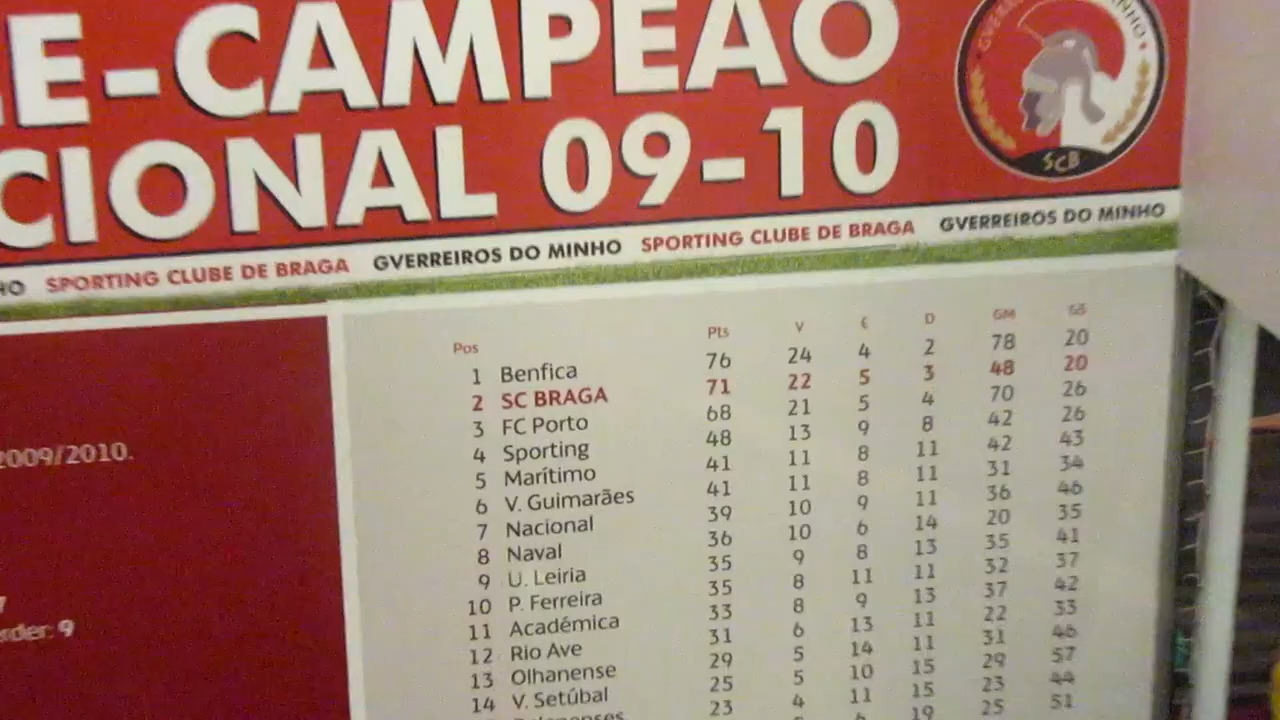 E-CAMPEÃO
CIONAL 09-10
GVERREIROS DO MINHO
SCB
HO SPORTING CLUBE DE BRAGA GVERREIROS DO MINHO SPORTING CLUBE DE BRAGA GVERREIROS DO MINHO
2009/2010.
9
Pos Pts V E D GM GS
1 Benfica 76 24 4 2 78 20
2 SC BRAGA 71 22 5 3 48 20
3 FC Porto 68 21 5 4 70 26
4 Sporting 48 13 9 8 42 26
5 Marítimo 41 11 8 11 42 43
6 V. Guimarães 41 11 8 11 31 34
7 Nacional 39 10 9 11 36 46
8 Naval 36 10 6 14 20 35
9 U. Leiria 35 9 8 13 35 41
10 P. Ferreira 35 8 11 11 32 37
11 Académica 33 8 9 13 37 42
12 Rio Ave 31 6 13 11 22 33
13 Olhanense 29 5 14 11 31 46
14 V. Setúbal 25 5 10 15 29 57
Belenenses 23 4 11 15 23 44
19 25 51